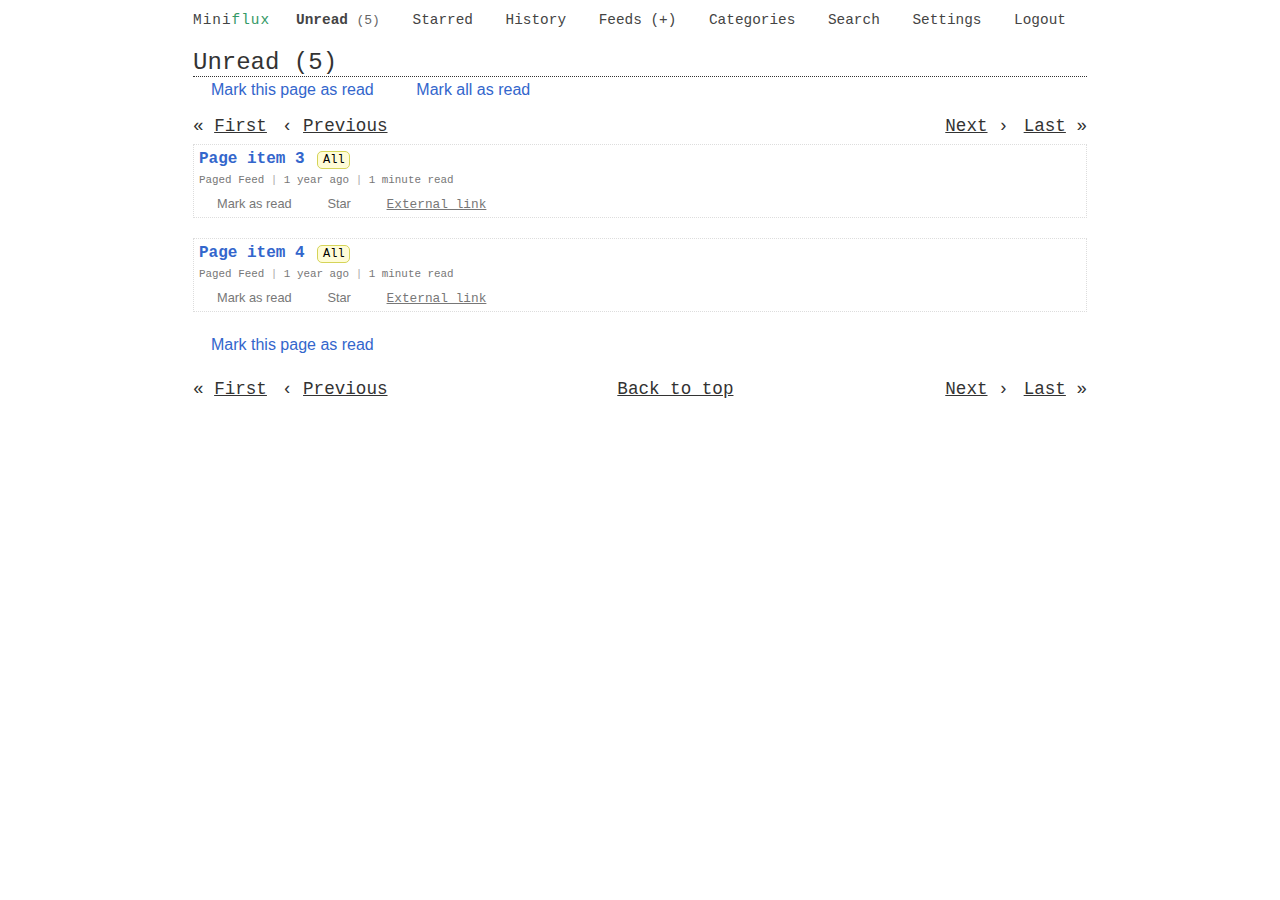 Miniflux Unread (5) Starred History Feeds (+) Categories Search Settings Logout
Unread (5)
Mark this page as read Mark all as read
« First ‹ Previous Next › Last »
Page item 3 All
Paged Feed | 1 year ago | 1 minute read
Mark as read Star External link
Page item 4 All
Paged Feed | 1 year ago | 1 minute read
Mark as read Star External link
Mark this page as read
« First ‹ Previous Back to top Next › Last »